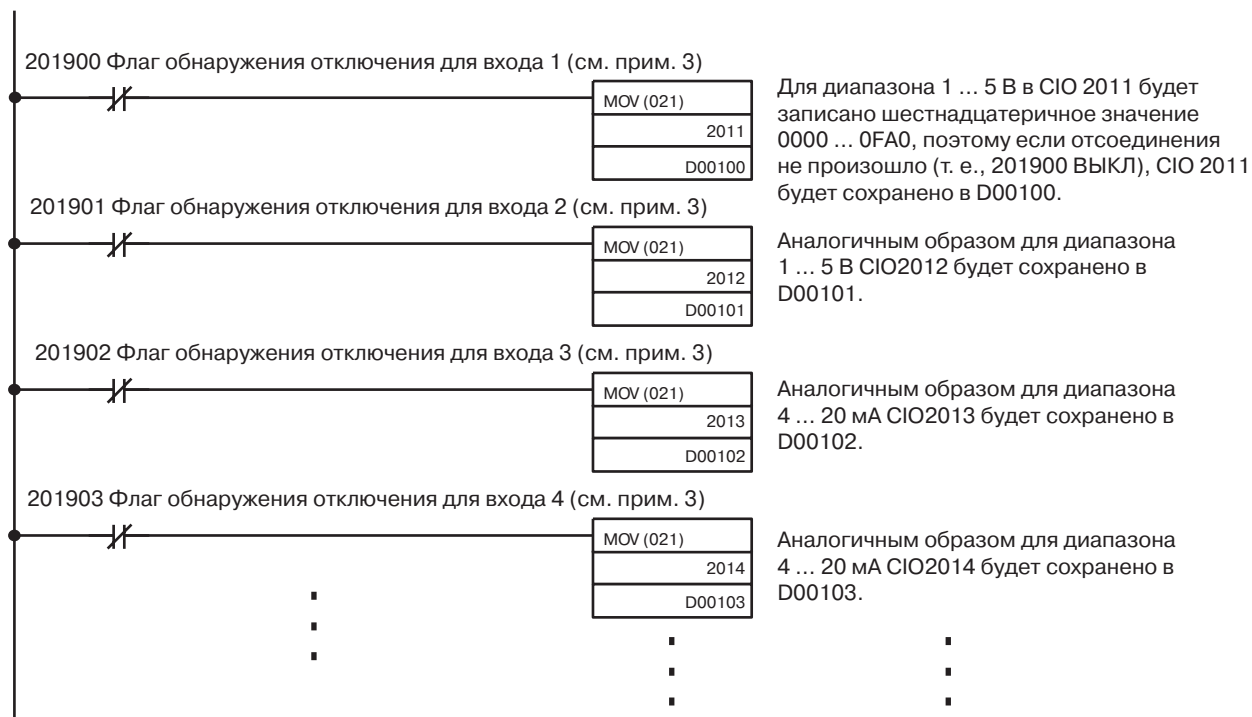 201900 Флаг обнаружения отключения для входа 1 (см. прим. 3)
MOV (021)
2011
D00100
Для диапазона 1 ... 5 В в CIO 2011 будет
записано шестнадцатеричное значение
0000 ... 0FA0, поэтому если отсоединения
не произошло (т. е., 201900 ВЫКЛ), CIO 2011
будет сохранено в D00100.
201901 Флаг обнаружения отключения для входа 2 (см. прим. 3)
MOV (021)
2012
D00101
Аналогичным образом для диапазона
1 ... 5 В CIO2012 будет сохранено в
D00101.
201902 Флаг обнаружения отключения для входа 3 (см. прим. 3)
MOV (021)
2013
D00102
Аналогичным образом для диапазона
4 ... 20 мА CIO2013 будет сохранено в
D00102.
201903 Флаг обнаружения отключения для входа 4 (см. прим. 3)
MOV (021)
2014
D00103
Аналогичным образом для диапазона
4 ... 20 мА CIO2014 будет сохранено в
D00103.